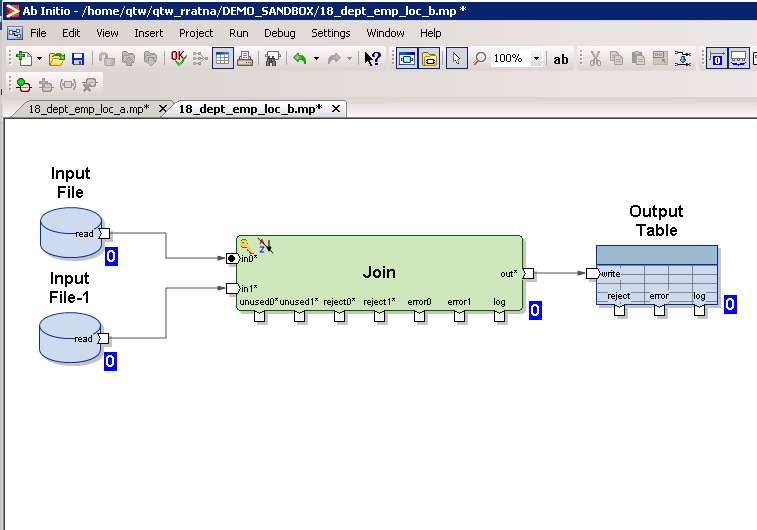 Ab Initio - /home/qtw/qtw_rratna/DEMO_SANDBOX/18_dept_emp_loc_b.mp *
File Edit View Insert Project Run Debug Settings Window Help
OK 100% ab 0
18_dept_emp_loc_a.mp* 18_dept_emp_loc_b.mp*
Input
File
read
0
Input
File-1
read
0
in0*
Join
out*
in1*
unused0* unused1* reject0* reject1* error0 error1 log
0
Output
Table
write
reject error log
0